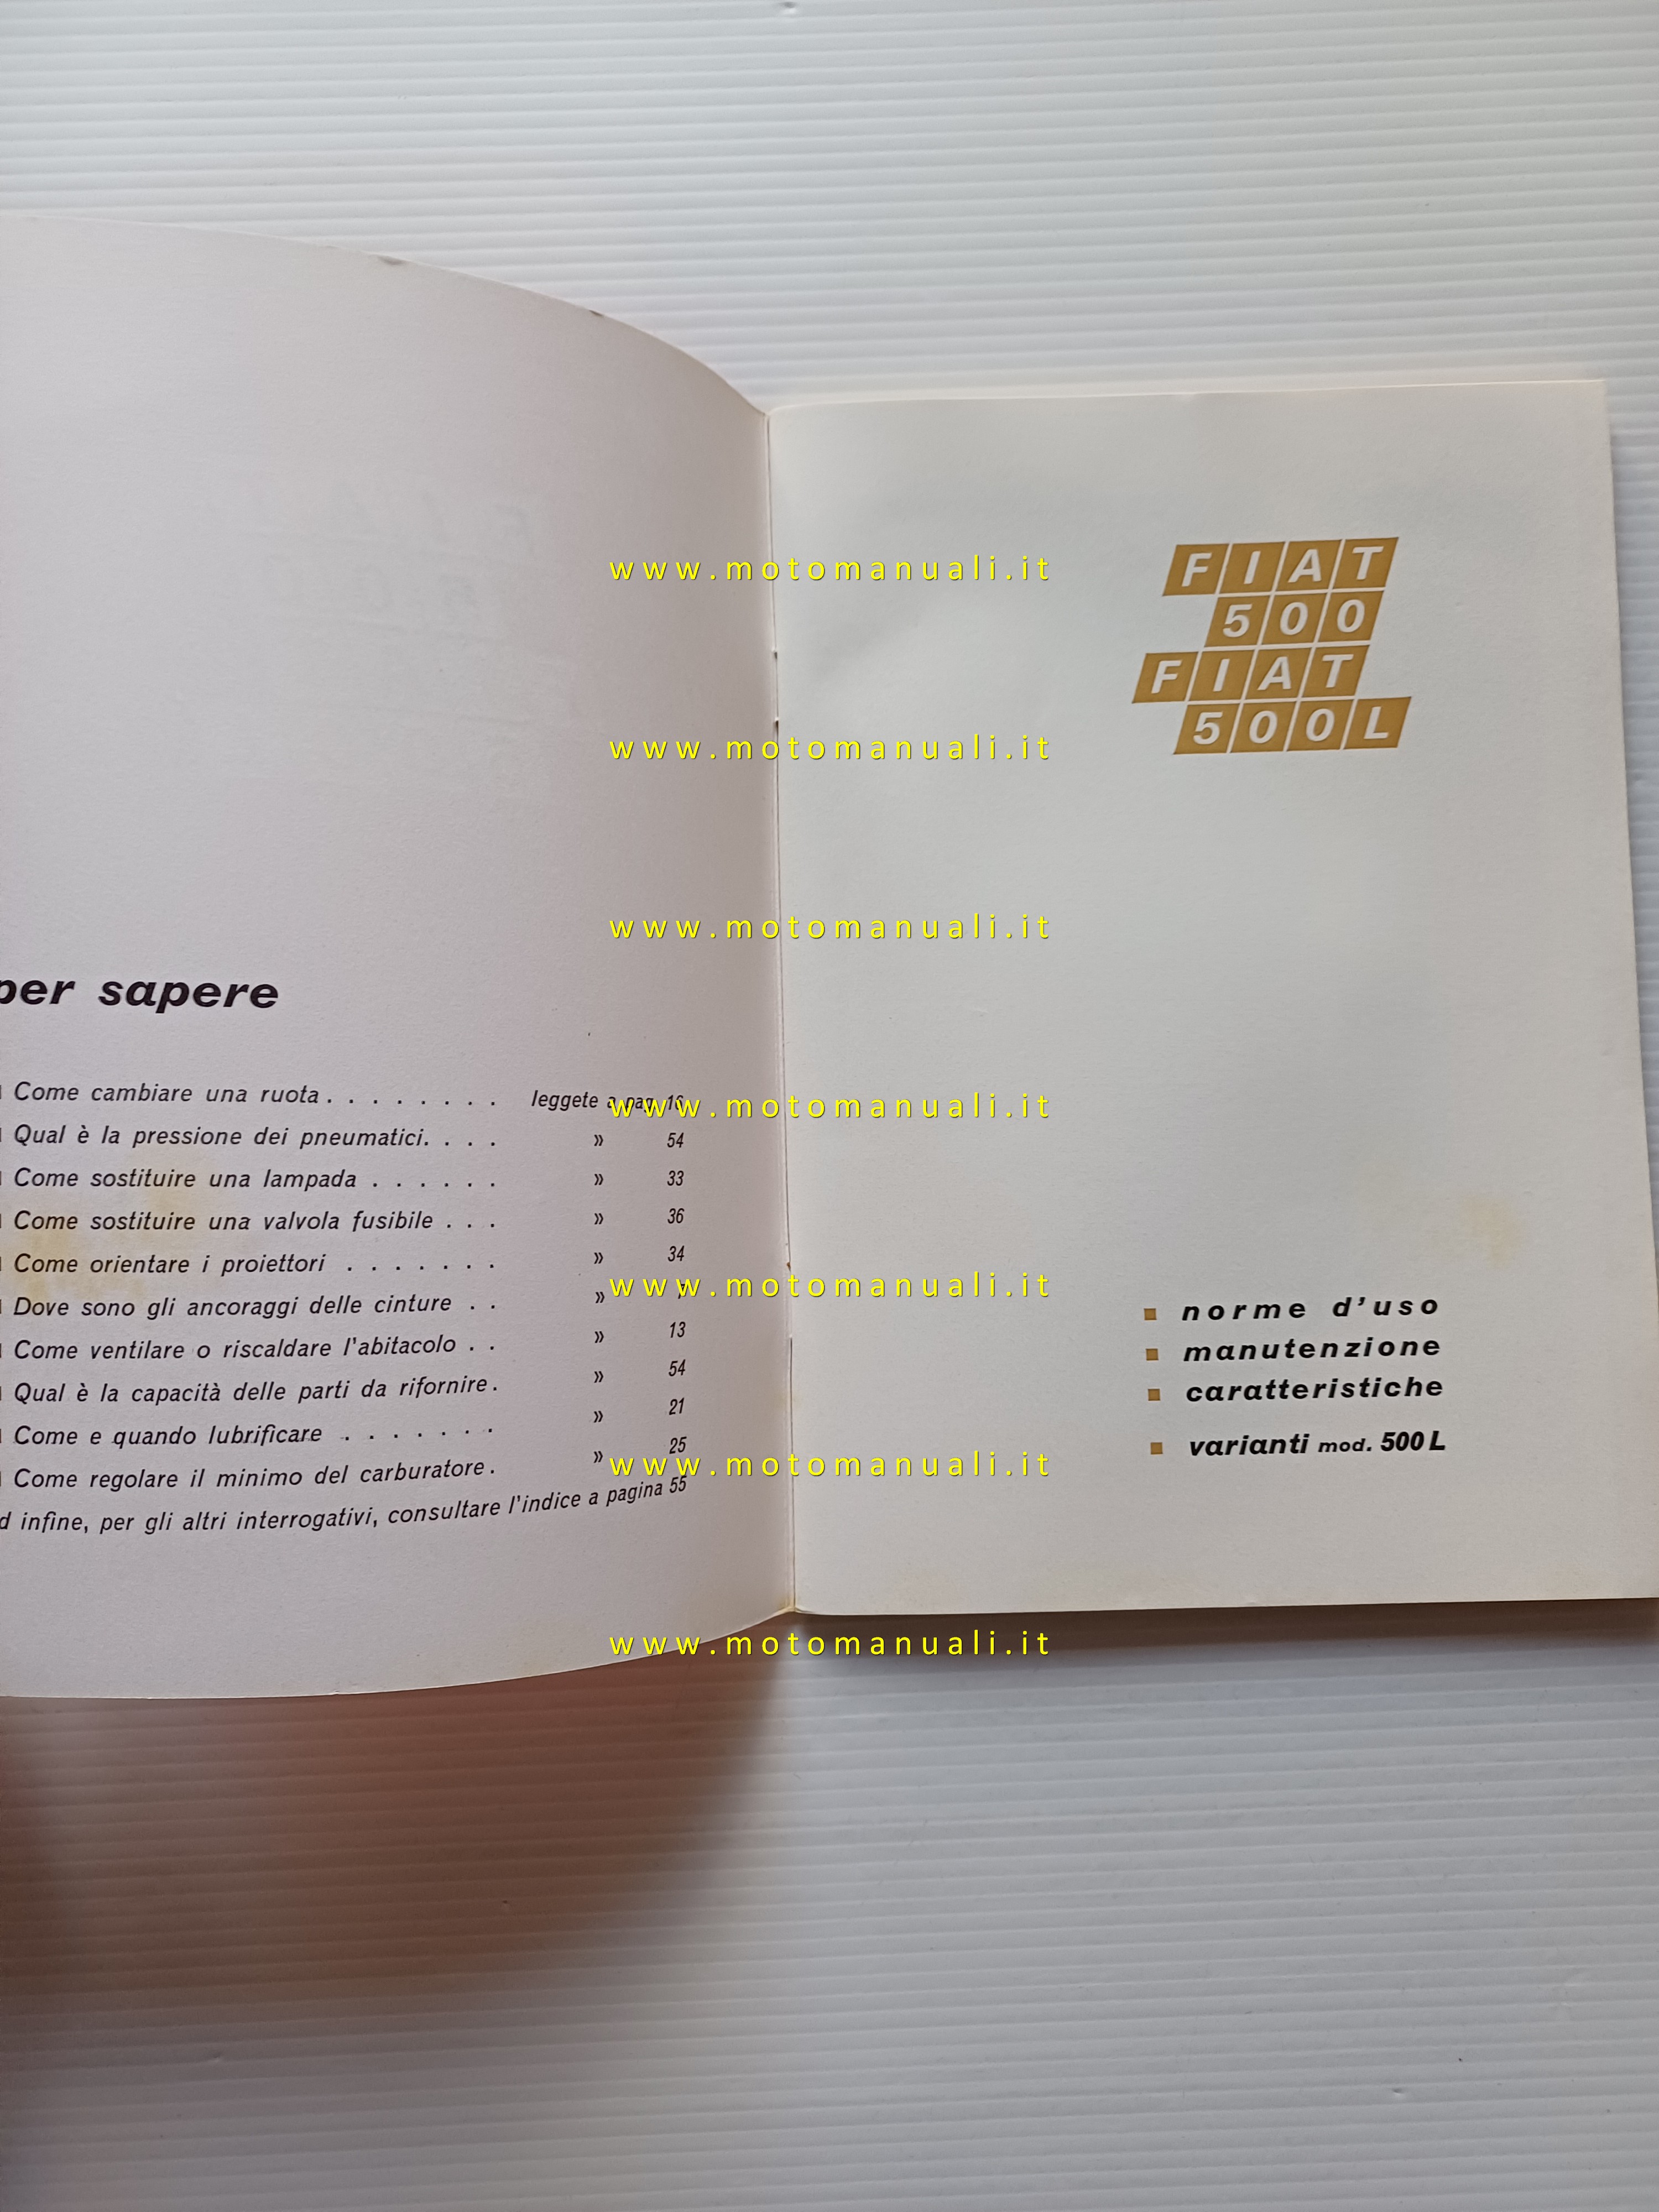 per sapere
Come cambiare una ruota . . . . . . . . leggete a pag. 16
Qual è la pressione dei pneumatici. . . . » 54
Come sostituire una lampada . . . . . . » 33
Come sostituire una valvola fusibile . . . » 36
Come orientare i proiettori . . . . . . . » 34
Dove sono gli ancoraggi delle cinture . . » 7
Come ventilare o riscaldare l'abitacolo . . » 13
Qual è la capacità delle parti da rifornire. » 54
Come e quando lubrificare . . . . . . . » 21
Come regolare il minimo del carburatore. » 25
d infine, per gli altri interrogativi, consultare l'indice a pagina 55
FIAT
500
FIAT
500L
norme d'uso
manutenzione
caratteristiche
varianti mod. 500 L
www.motomanuali.it
www.motomanuali.it
www.motomanuali.it
www.motomanuali.it
www.motomanuali.it
www.motomanuali.it
www.motomanuali.it